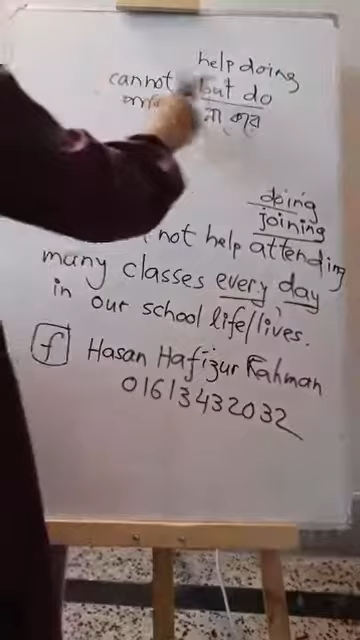 help doing
cannot but do
না করে
doing
joining
not help attending
many classes every day
in our school life/lives.
f Hasan Hafizur Rahman
01613432032